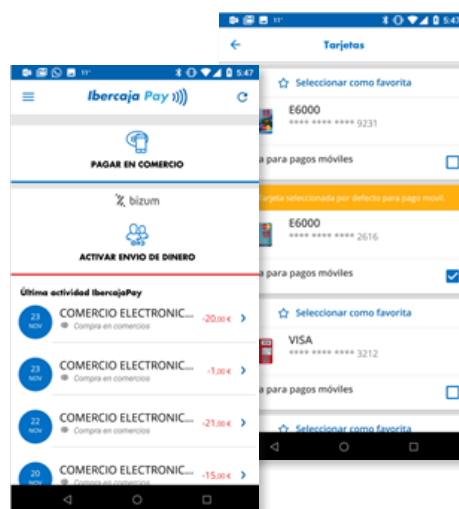 11°
5:47
Ibercaja Pay
PAGAR EN COMERCIO
bizum
ACTIVAR ENVIO DE DINERO
Última actividad IbercajaPay
23 NOV
COMERCIO ELECTRONIC...
-20,00 €
Compra en comercios
23 NOV
COMERCIO ELECTRONIC...
-1,00 €
Compra en comercios
22 NOV
COMERCIO ELECTRONIC...
-21,00 €
Compra en comercios
20 NOV
COMERCIO ELECTRONIC...
-15,00 €
Compra en comercios
11°
5:47
Tarjetas
Seleccionar como favorita
E6000
**** **** **** 9231
a para pagos móviles
Tarjeta seleccionada por defecto para pago movil.
E6000
**** **** **** 2616
a para pagos móviles
Seleccionar como favorita
VISA
**** **** **** 3212
a para pagos móviles
Seleccionar como favorita